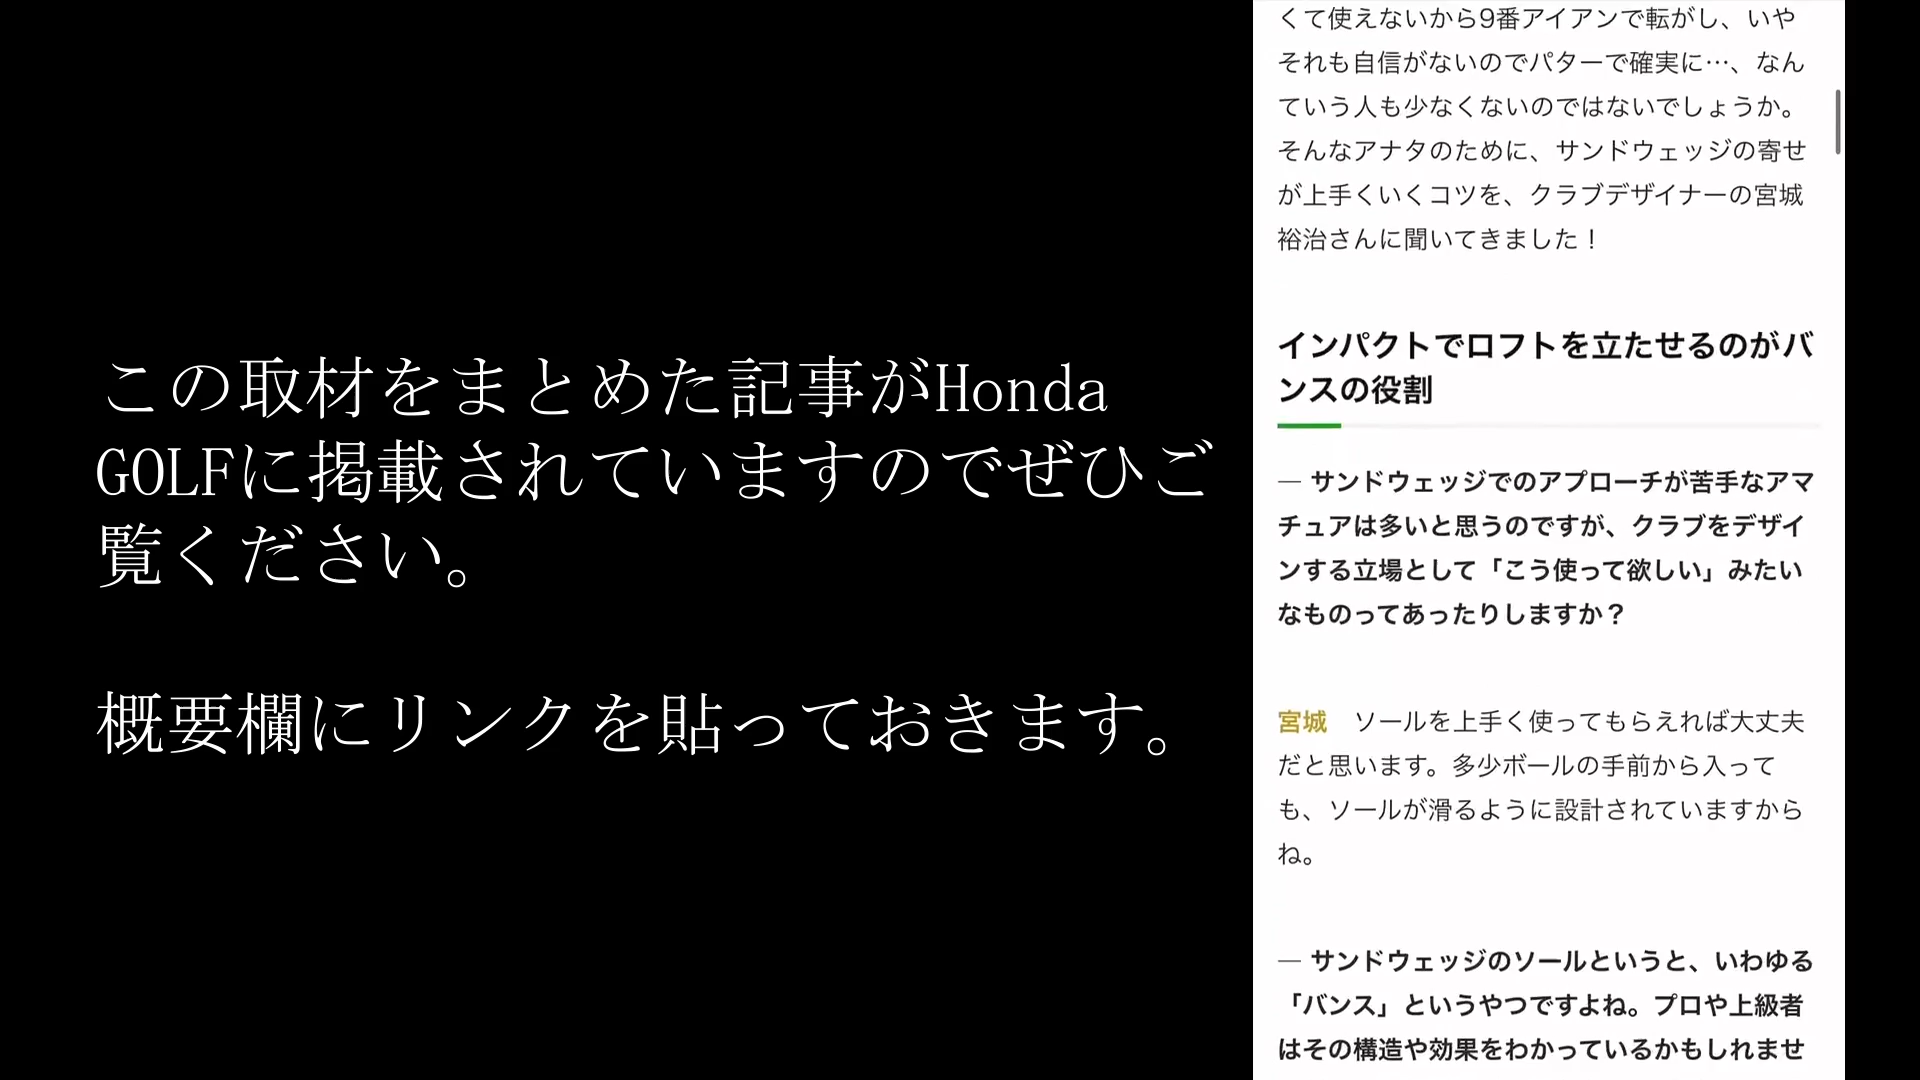 この取材をまとめた記事がHonda
GOLFに掲載されていますのでぜひご
覧ください。
概要欄にリンクを貼っておきます。
くて使えないから9番アイアンで転がし、いや
それも自信がないのでパターで確実に…、なん
ていう人も少なくないのではないでしょうか。
そんなアナタのために、サンドウェッジの寄せ
が上手くいくコツを、クラブデザイナーの宮城
裕治さんに聞いてきました！
インパクトでロフトを立たせるのがバ
ンスの役割
― サンドウェッジでのアプローチが苦手なアマ
チュアは多いと思うのですが、クラブをデザイ
ンする立場として「こう使って欲しい」みたい
なものってあったりしますか？
宮城　ソールを上手く使ってもらえれば大丈夫
だと思います。多少ボールの手前から入って
も、ソールが滑るように設計されていますから
ね。
― サンドウェッジのソールというと、いわゆる
「バンス」というやつですよね。プロや上級者
はその構造や効果をわかっているかもしれませ